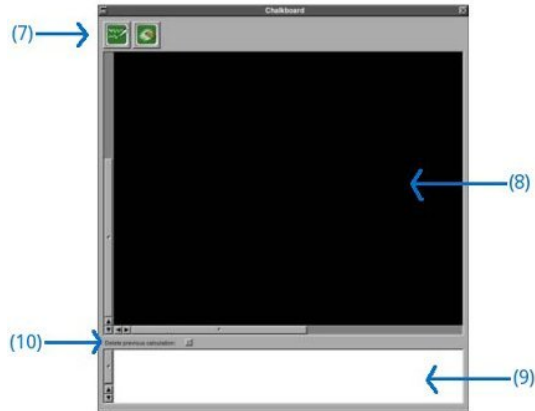 Chalkboard
(7)
(8)
(10)
Delete previous calculation:
(9)